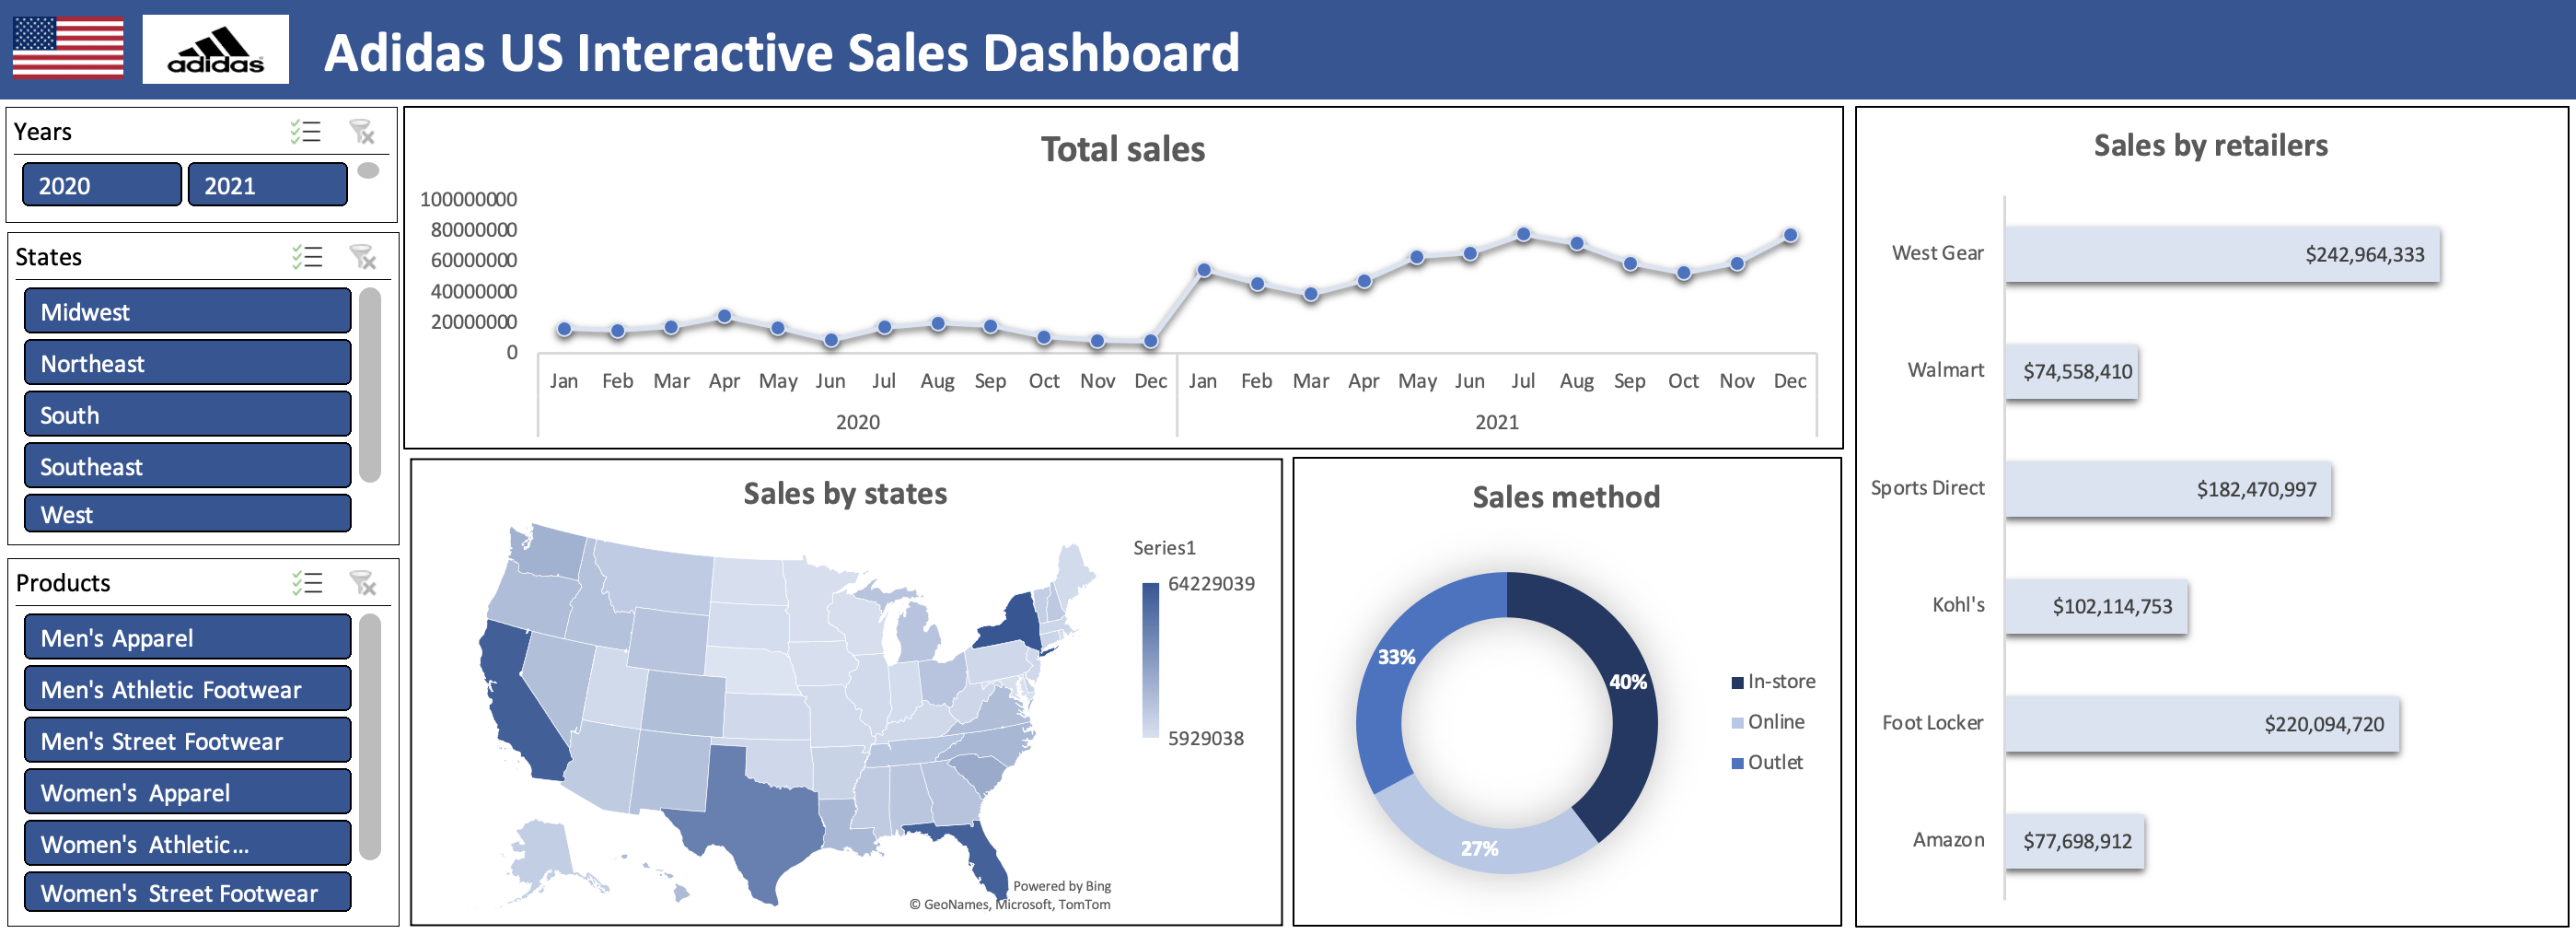 adidas
Adidas US Interactive Sales Dashboard
Years
2020 2021
States
Midwest
Northeast
South
Southeast
West
Products
Men's Apparel
Men's Athletic Footwear
Men's Street Footwear
Women's Apparel
Women's Athletic...
Women's Street Footwear
Total sales
100000000
80000000
60000000
40000000
20000000
0
Jan Feb Mar Apr May Jun Jul Aug Sep Oct Nov Dec Jan Feb Mar Apr May Jun Jul Aug Sep Oct Nov Dec
2020 2021
Sales by states
Series1
64229039
5929038
Powered by Bing
© GeoNames, Microsoft, TomTom
Sales method
33%
40%
27%
In-store
Online
Outlet
Sales by retailers
West Gear $242,964,333
Walmart $74,558,410
Sports Direct $182,470,997
Kohl's $102,114,753
Foot Locker $220,094,720
Amazon $77,698,912